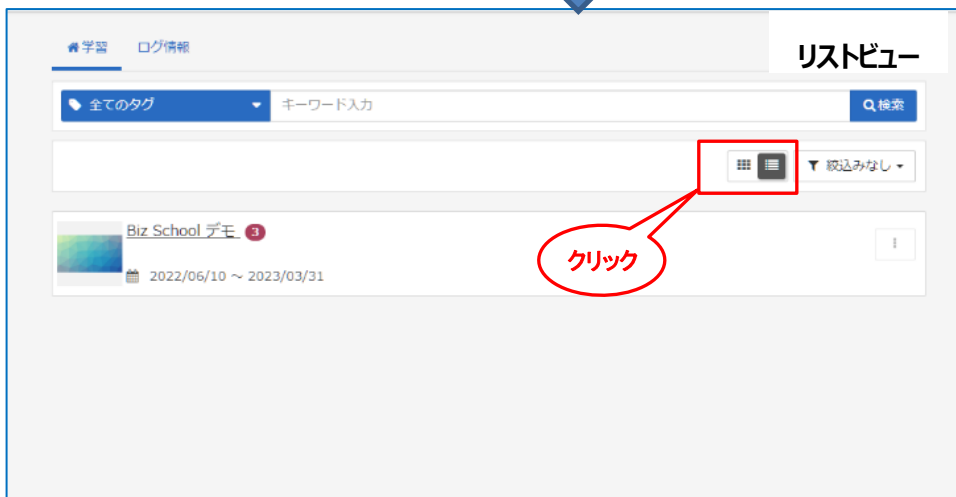 学習 ログ情報
リストビュー
全てのタグ キーワード入力 検索
絞込みなし
Biz School デモ 3
クリック
2022/06/10 ~ 2023/03/31